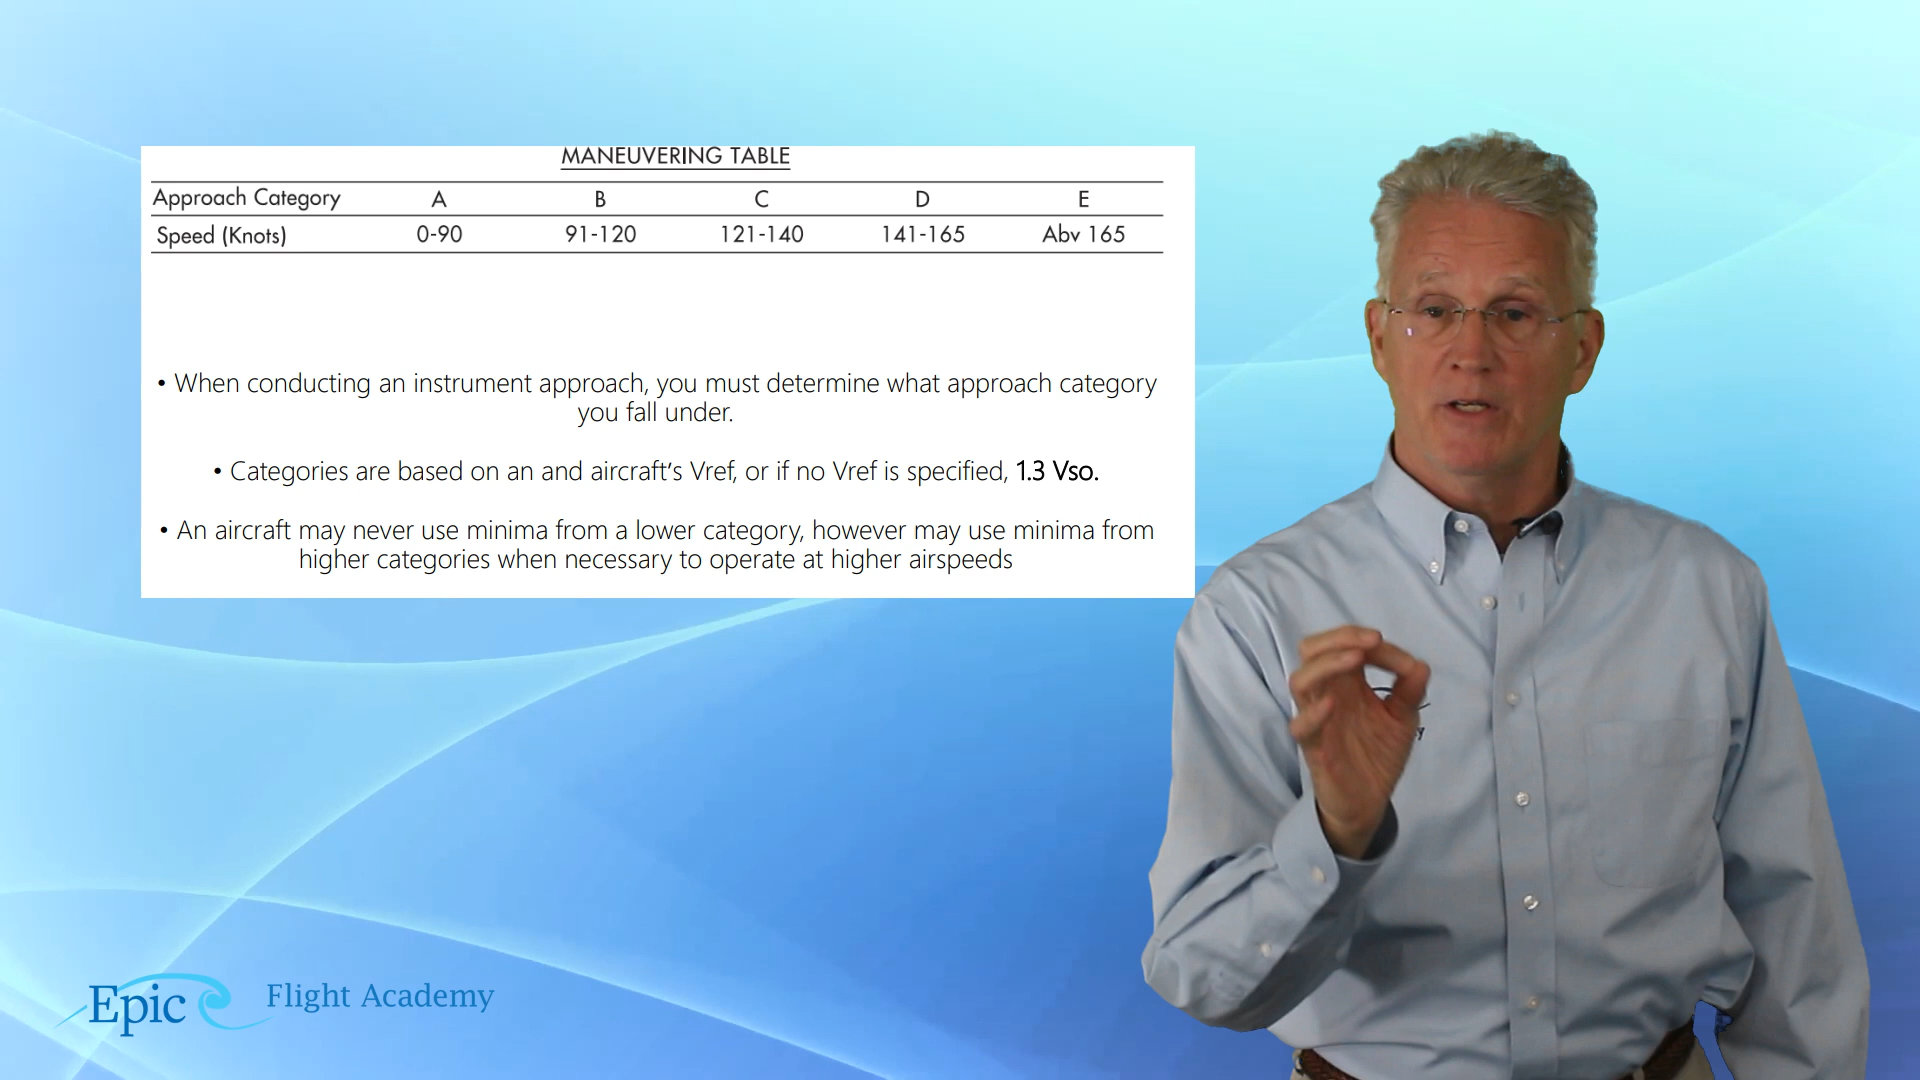 MANEUVERING TABLE
Approach Category A B C D E
Speed (Knots) 0-90 91-120 121-140 141-165 Abv 165
• When conducting an instrument approach, you must determine what approach category
you fall under.
• Categories are based on an and aircraft's Vref, or if no Vref is specified, 1.3 Vso.
• An aircraft may never use minima from a lower category, however may use minima from
higher categories when necessary to operate at higher airspeeds
Epic Flight Academy